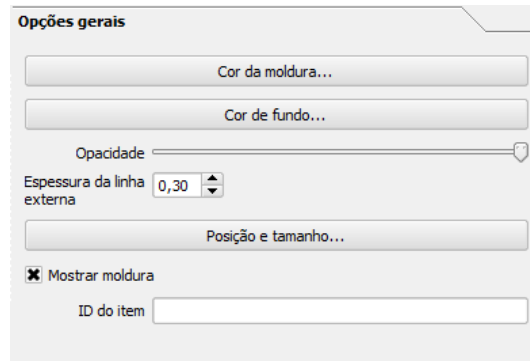 Opções gerais
Cor da moldura...
Cor de fundo...
Opacidade
Espessura da linha
externa
0,30
Posição e tamanho...
Mostrar moldura
ID do item